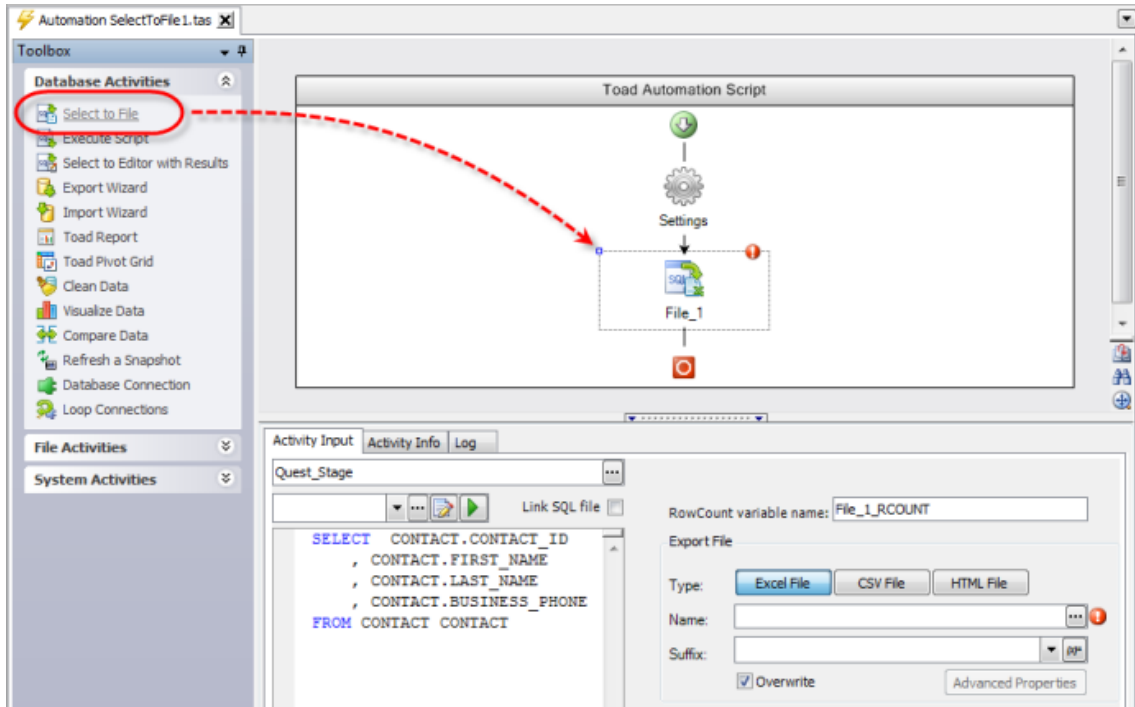 Automation SelectToFile1.tas
Toolbox
Database Activities
Select to File
Execute Script
Select to Editor with Results
Export Wizard
Import Wizard
Toad Report
Toad Pivot Grid
Clean Data
Visualize Data
Compare Data
Refresh a Snapshot
Database Connection
Loop Connections
File Activities
System Activities
Toad Automation Script
Settings
SQL
File_1
Activity Input Activity Info Log
Quest_Stage
Link SQL file
SELECT CONTACT.CONTACT_ID
, CONTACT.FIRST_NAME
, CONTACT.LAST_NAME
, CONTACT.BUSINESS_PHONE
FROM CONTACT CONTACT
RowCount variable name: File_1_RCOUNT
Export File
Type: Excel File CSV File HTML File
Name:
Suffix:
Overwrite Advanced Properties